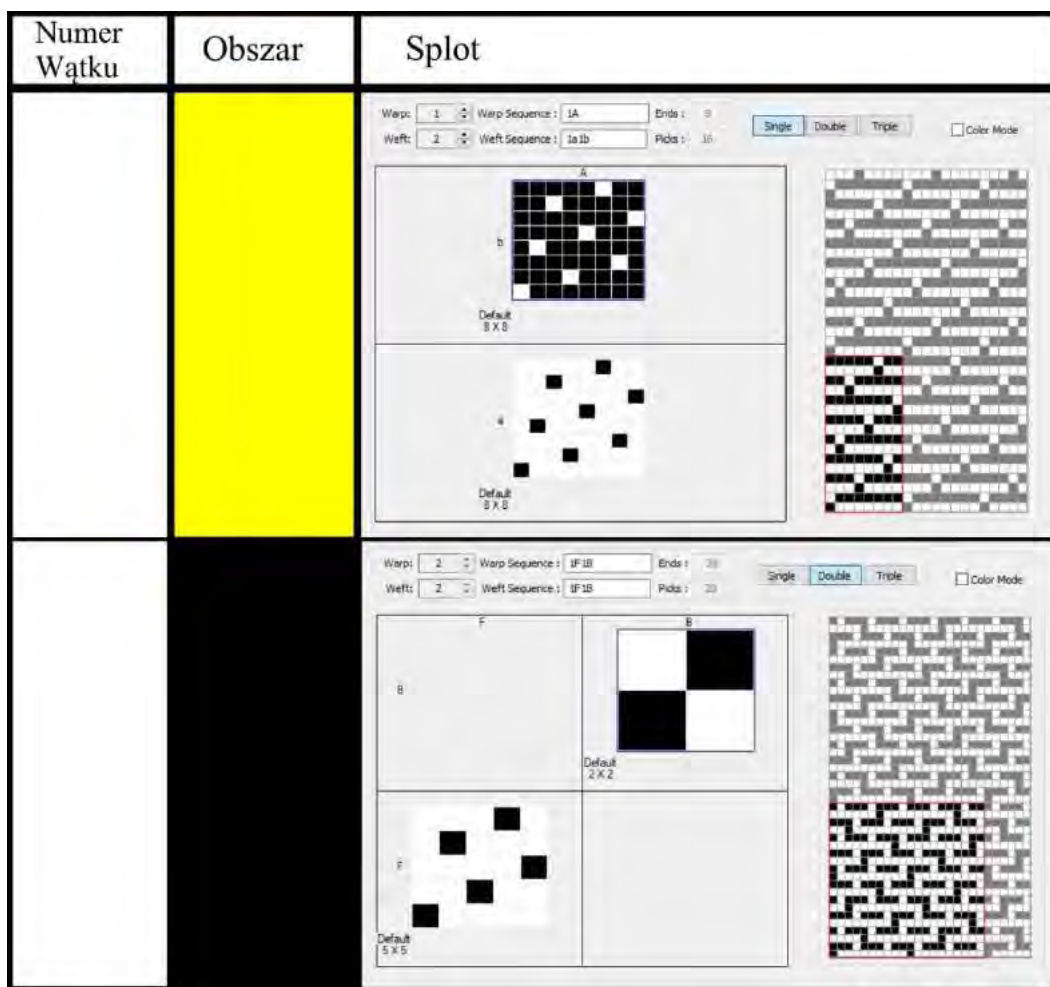 Numer
Wątku
Obszar
Splot
Warp: 1 Warp Sequence : 1A Ends : 8
Weft: 2 Weft Sequence : 1a1b Picks : 16
Single Double Triple
Color Mode
A
b
Default
8 X 8
a
Default
8 X 8
Warp: 2 Warp Sequence : 1F1B Ends :
Weft: 2 Weft Sequence : 1F1B Picks :
Single Double Triple
Color Mode
F B
B
Default
2 X 2
F
Default
5 X 5